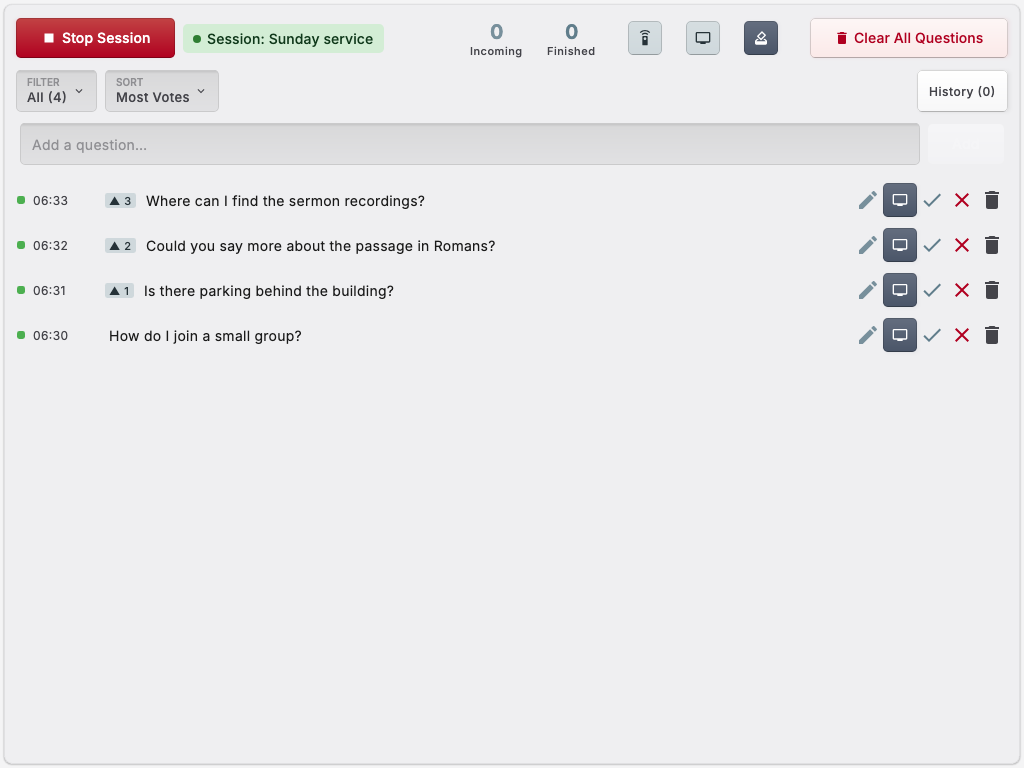 Stop Session
Session: Sunday service
0
Incoming
0
Finished
Clear All Questions
FILTER
All (4)
SORT
Most Votes
History (0)
Add a question...
06:33 ▲ 3 Where can I find the sermon recordings?
06:32 ▲ 2 Could you say more about the passage in Romans?
06:31 ▲ 1 Is there parking behind the building?
06:30 How do I join a small group?